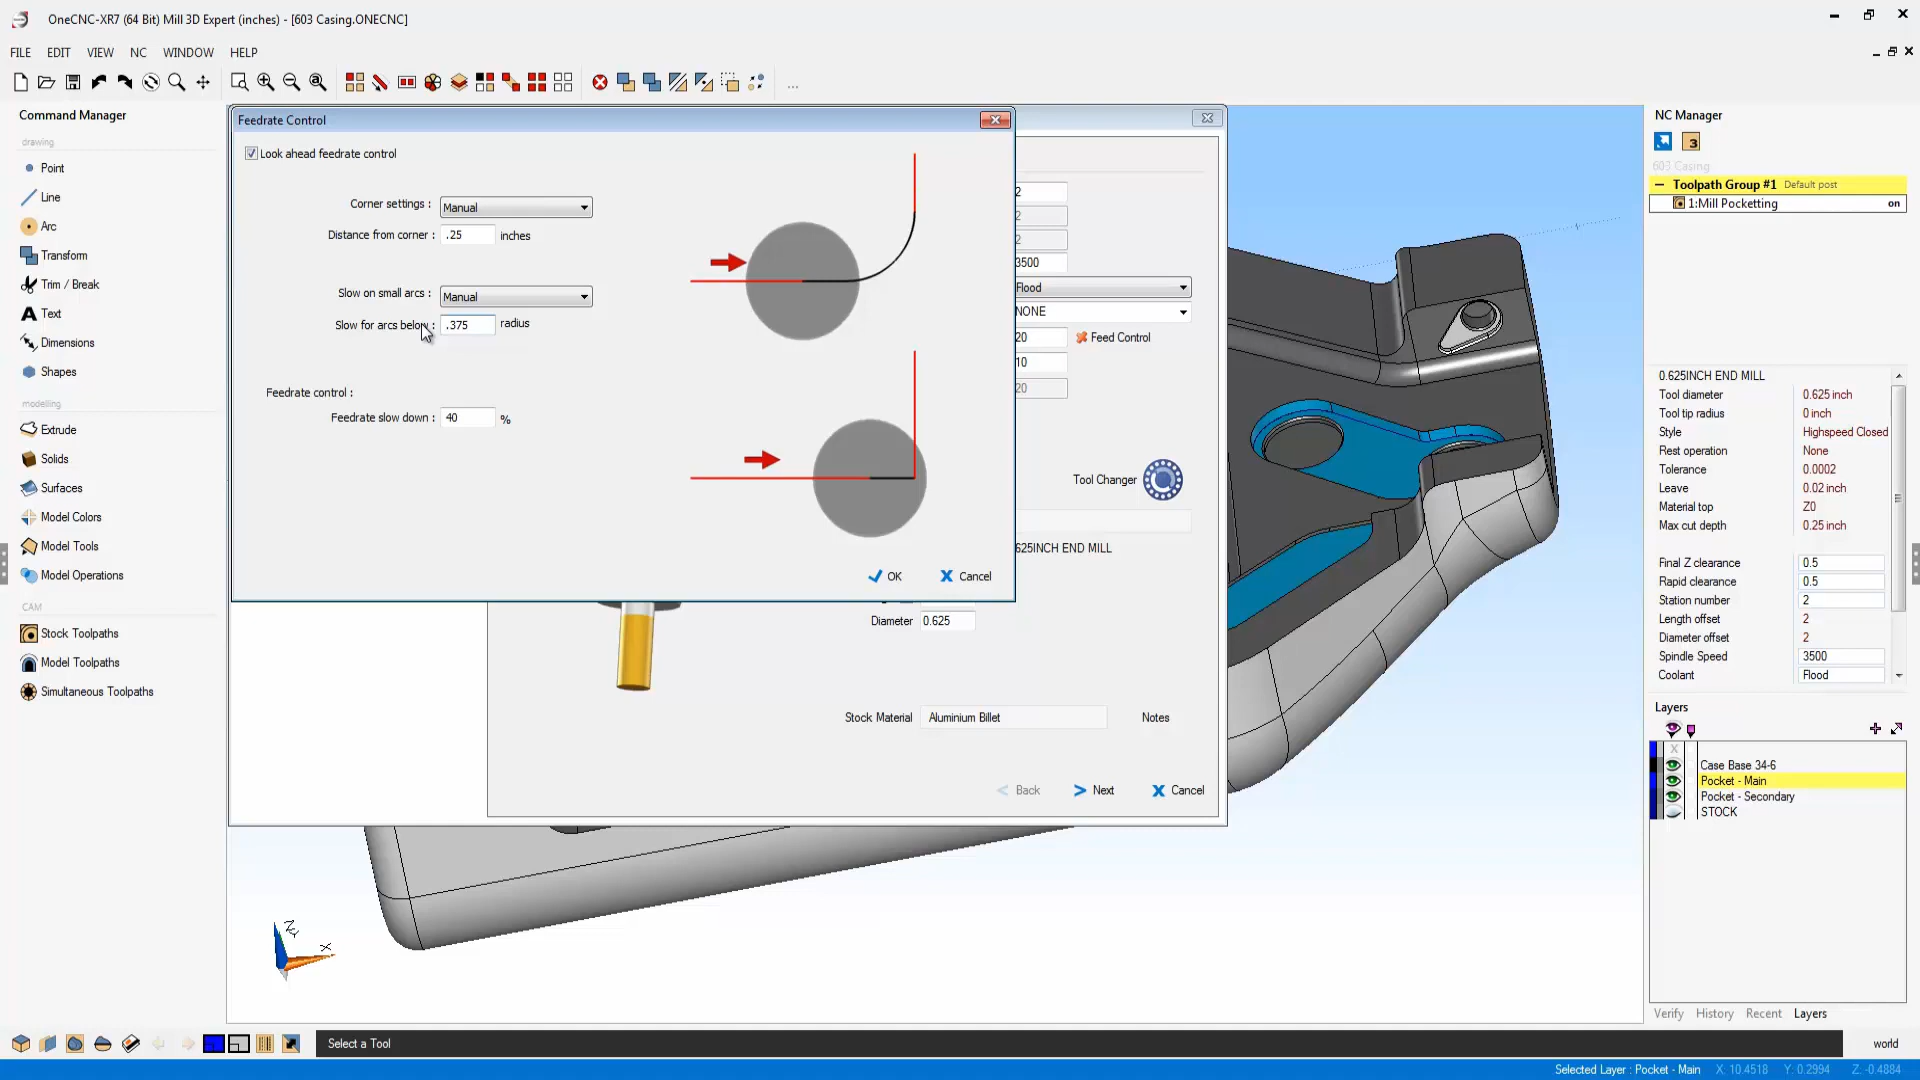 OneCNC-XR7 (64 Bit) Mill 3D Expert (inches) - [603 Casing.ONECNC]
FILE EDIT VIEW NC WINDOW HELP
...
Command Manager
drawing
Point
Line
Arc
Transform
Trim / Break
Text
Dimensions
Shapes
modelling
Extrude
Solids
Surfaces
Model Colors
Model Tools
Model Operations
CAM
Stock Toolpaths
Model Toolpaths
Simultaneous Toolpaths
Feedrate Control
Look ahead feedrate control
Corner settings : Manual
Distance from corner : .25 inches
Slow on small arcs : Manual
Slow for arcs below : .375 radius
Feedrate control :
Feedrate slow down : 40 %
OK Cancel
2
2
2
3500
Flood
NONE
20 Feed Control
10
20
Tool Changer
625INCH END MILL
Diameter 0.625
Stock Material Aluminium Billet Notes
< Back > Next Cancel
Z
Y
X
NC Manager
3
603 Casing
Toolpath Group #1 Default post
1:Mill Pocketting on
0.625INCH END MILL
Tool diameter 0.625 inch
Tool tip radius 0 inch
Style Highspeed Closed
Rest operation None
Tolerance 0.0002
Leave 0.02 inch
Material top Z0
Max cut depth 0.25 inch
Final Z clearance 0.5
Rapid clearance 0.5
Station number 2
Length offset 2
Diameter offset 2
Spindle Speed 3500
Coolant Flood
Layers
X
Case Base 34-6
Pocket - Main
Pocket - Secondary
STOCK
Verify History Recent Layers
Select a Tool
world
Selected Layer : Pocket - Main X: 10.4518 Y: 0.2994 Z: -0.4884